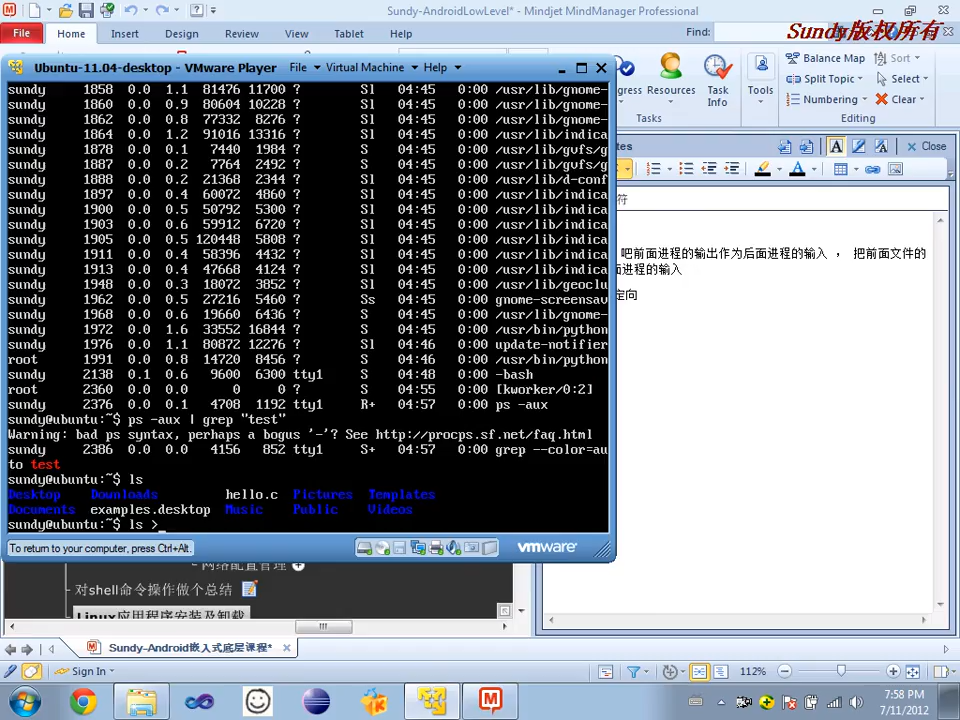 Sundy-AndroidLowLevel* - Mindjet MindManager Professional
File Home Insert Design Review View Tablet Help Find:
Sundy版权所有
Balance Map Sort
Split Topic Select
Numbering Clear
Resources Task Info Tools
Tasks Editing
Ubuntu-11.04-desktop - VMware Player File Virtual Machine Help
sundy 1858 0.0 1.1 81476 11700 ? Sl 04:45 0:00 /usr/lib/gnome-
sundy 1860 0.0 0.9 80604 10228 ? Sl 04:45 0:00 /usr/lib/gnome-
sundy 1862 0.0 0.8 77332 8276 ? Sl 04:45 0:00 /usr/lib/gnome-
sundy 1864 0.0 1.2 91016 13316 ? Sl 04:45 0:00 /usr/lib/indica
sundy 1878 0.0 0.1 7440 1984 ? S 04:45 0:00 /usr/lib/gvfs/g
sundy 1887 0.0 0.2 7764 2492 ? S 04:45 0:00 /usr/lib/gvfs/g
sundy 1888 0.0 0.2 21368 2344 ? Sl 04:45 0:00 /usr/lib/d-conf
sundy 1897 0.0 0.4 60072 4860 ? Sl 04:45 0:00 /usr/lib/indica
sundy 1900 0.0 0.5 50792 5300 ? Sl 04:45 0:00 /usr/lib/indica
sundy 1903 0.0 0.6 59912 6720 ? Sl 04:45 0:00 /usr/lib/indica
sundy 1905 0.0 0.5 120448 5808 ? Sl 04:45 0:00 /usr/lib/indica
sundy 1911 0.0 0.4 58396 4432 ? Sl 04:45 0:00 /usr/lib/indica
sundy 1913 0.0 0.4 47668 4124 ? Sl 04:45 0:00 /usr/lib/indica
sundy 1948 0.0 0.3 18072 3852 ? Sl 04:45 0:00 /usr/lib/geoclu
sundy 1962 0.0 0.5 27216 5460 ? Ss 04:45 0:00 gnome-screensav
sundy 1968 0.0 0.6 19660 6436 ? S 04:45 0:00 /usr/lib/gnome-
sundy 1972 0.0 1.6 33552 16844 ? S 04:45 0:00 /usr/bin/python
sundy 1976 0.0 1.1 80872 12276 ? Sl 04:46 0:00 update-notifier
root 1991 0.0 0.8 14720 8456 ? S 04:46 0:00 /usr/bin/python
sundy 2138 0.1 0.6 9600 6300 tty1 S 04:48 0:00 -bash
root 2360 0.0 0.0 0 0 ? S 04:55 0:00 [kworker/0:2]
sundy 2376 0.0 0.1 4708 1192 tty1 R+ 04:57 0:00 ps -aux
sundy@ubuntu:~$ ps -aux | grep "test"
Warning: bad ps syntax, perhaps a bogus '-'? See http://procps.sf.net/faq.html
sundy 2386 0.0 0.0 4156 852 tty1 S+ 04:57 0:00 grep --color=au
to test
sundy@ubuntu:~$ ls
Desktop Downloads hello.c Pictures Templates
Documents examples.desktop Music Public Videos
sundy@ubuntu:~$ ls >_
To return to your computer, press Ctrl+Alt.
vmware
tes Close
符
吧前面进程的输出作为后面进程的输入 ， 把前面文件的
面进程的输入
定向
网络配置管理
对shell命令操作做个总结
Linux应用程序安装及卸载
Sundy-Android嵌入式底层课程*
Sign In 112%
7:58 PM
7/11/2012